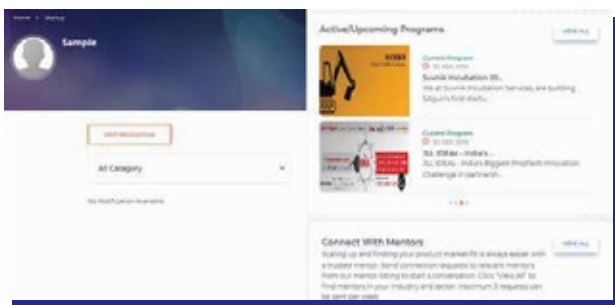 Home > Startup
Sample
All Category
No Notification Available
Active/Upcoming Programs
VIEW ALL
Current Program
Suvnik Incubation (R..
We at Suvnik Incubation Services, are building
Siliguri's first startu..
Current Program
JLL IDEAs - India's ..
JLL IDEAs - India's Biggest PropTech Innovation
Challenge in partnersh..
Connect With Mentors
VIEW ALL
Scaling up and finding your product market-fit is always easier with
a trusted mentor. Send connection requests to relevant mentors
from our mentor listing to start a conversation. Click "View all" to
find mentors in your industry and sector. Maximum 3 requests can
be sent per week